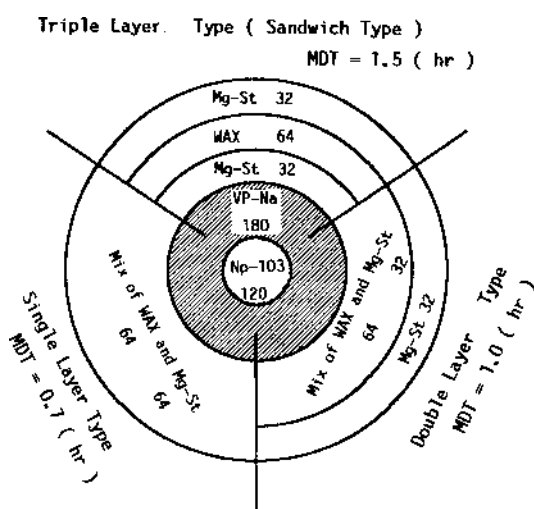 Triple Layer. Type ( Sandwich Type )
MDT = 1.5 ( hr )
Mg-St 32
WAX 64
Mg-St 32
VP-Na
180
Np-103
120
Mix of WAX and Mg-St
64 64
Single Layer Type
MDT = 0.7 ( hr )
Mix of WAX and Mg-St
64 32
Mg-St 32
Double Layer Type
MDT = 1.0 ( hr )